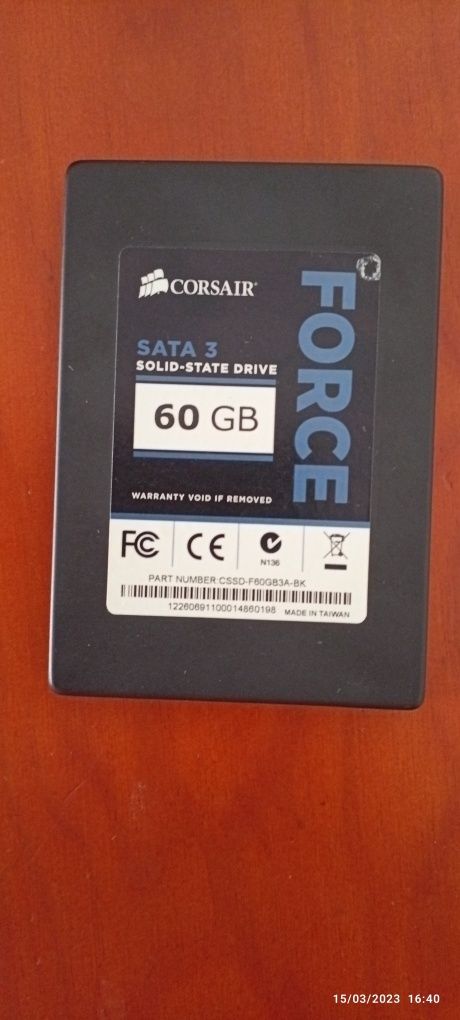 CORSAIR
FORCE
SATA 3
SOLID-STATE DRIVE
60 GB
WARRANTY VOID IF REMOVED
FC CE
N136
PART NUMBER:CSSD-F60GB3A-BK
12260691100014860198 MADE IN TAIWAN
15/03/2023 16:40